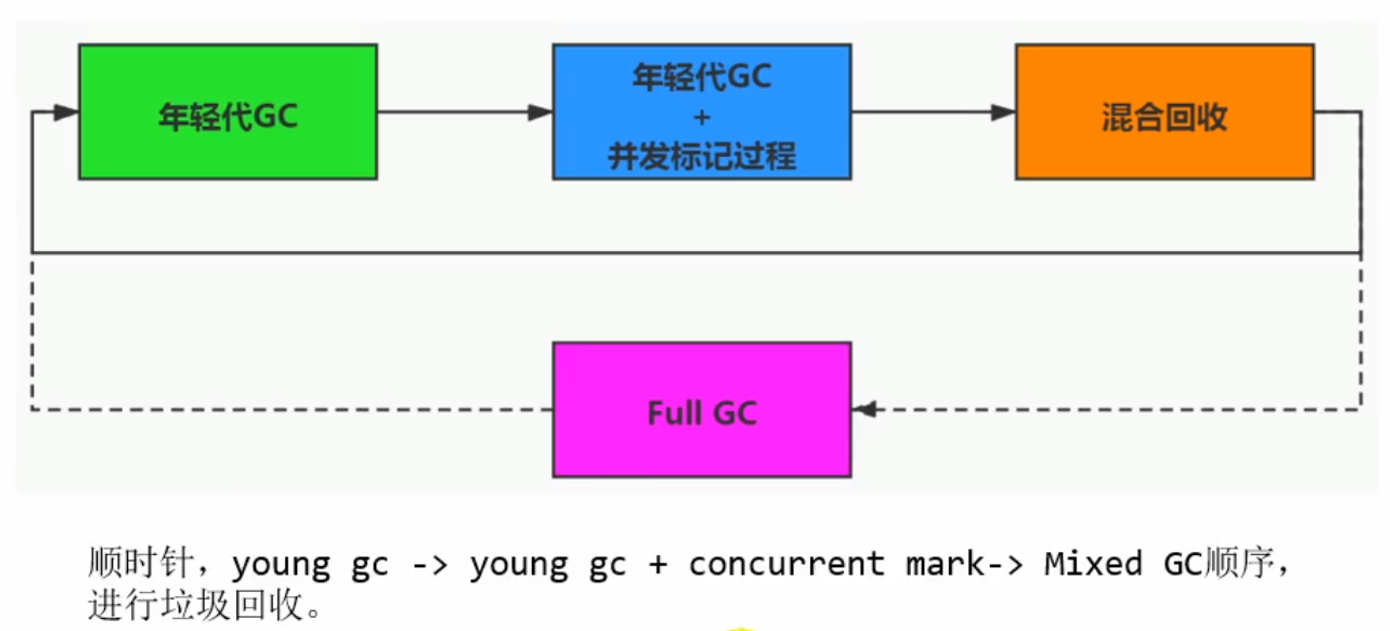 年轻代GC
年轻代GC
+
并发标记过程
混合回收
Full GC
顺时针，young gc -> young gc + concurrent mark-> Mixed GC顺序，
进行垃圾回收。